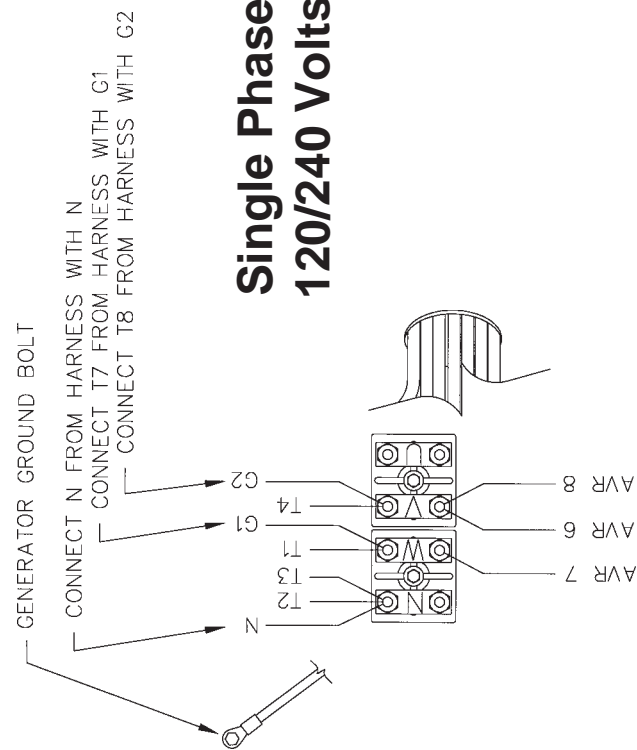 GENERATOR GROUND BOLT
CONNECT N FROM HARNESS WITH N
CONNECT T7 FROM HARNESS WITH G1
CONNECT T8 FROM HARNESS WITH G2
Single Phase
120/240 Volts
N
T2
T3
T1
G1
T4
G2
N
W
V
U
AVR 7
AVR 6
AVR 8